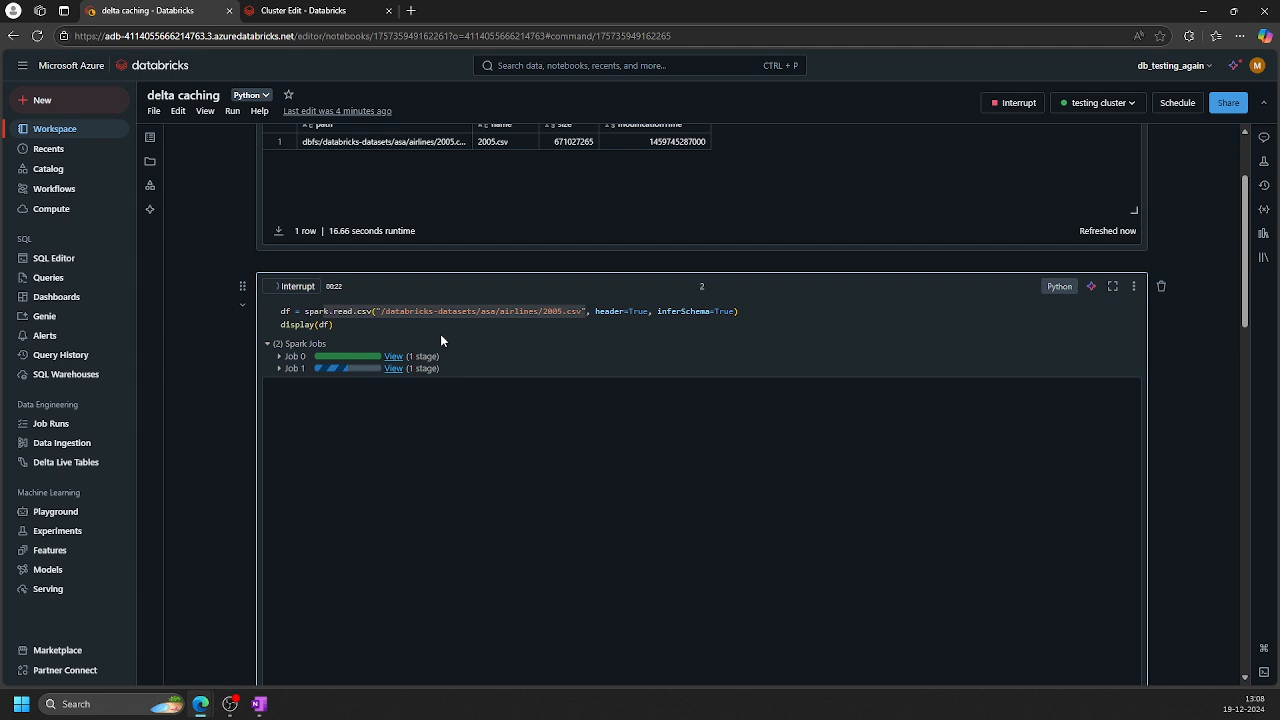 delta caching - Databricks
Cluster Edit - Databricks
https://adb-4114055666214763.3.azuredatabricks.net/editor/notebooks/1757359491622617o=4114055666214763#command/1757359491622265
Microsoft Azure
databricks
Search data, notebooks, recents, and more...
CTRL + P
db_testing_again
M
New
delta caching
Python
File Edit View Run Help
Last edit was 4 minutes ago
Interrupt
testing cluster
Schedule
Share
Workspace
Recents
Catalog
Workflows
Compute
SQL
SQL Editor
Queries
Dashboards
Genie
Alerts
Query History
SQL Warehouses
Data Engineering
Job Runs
Data Ingestion
Delta Live Tables
Machine Learning
Playground
Experiments
Features
Models
Serving
Marketplace
Partner Connect
path name size modificationTime
1 dbfs:/databricks-datasets/asa/airlines/2005.c... 2005.csv 671027265 1459745287000
1 row | 16.66 seconds runtime
Refreshed now
Interrupt 00:22
2
Python
df = spark.read.csv("/databricks-datasets/asa/airlines/2005.csv", header=True, inferSchema=True)
display(df)
(2) Spark Jobs
Job 0 View (1 stage)
Job 1 View (1 stage)
Search
13:08
19-12-2024